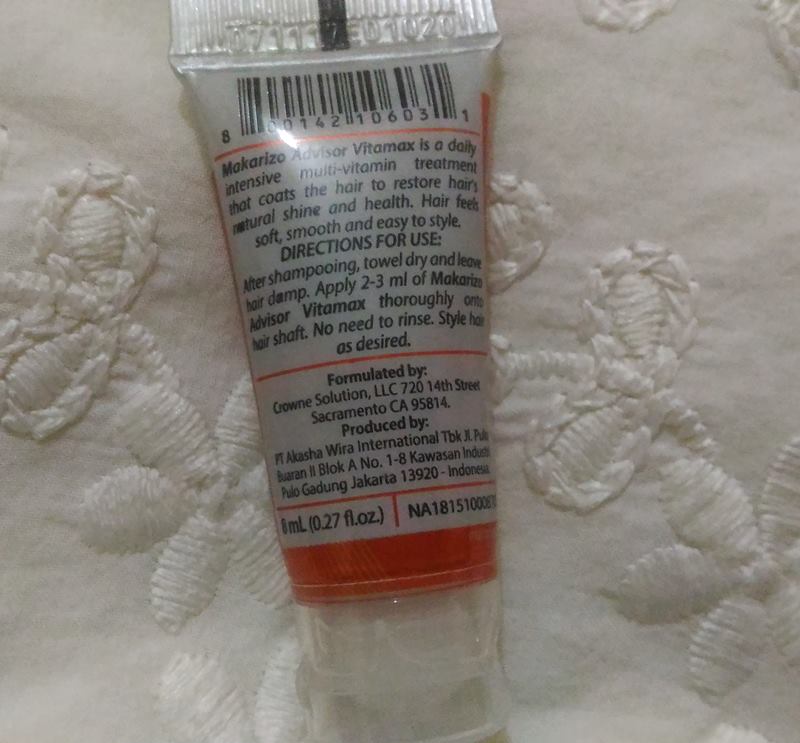 071117E01020
8 001421 106031 1
Makarizo Advisor Vitamax is a daily
intensive multi-vitamin treatment
that coats the hair to restore hair's
natural shine and health. Hair feels
soft, smooth and easy to style.
DIRECTIONS FOR USE:
After shampooing, towel dry and leave
hair damp. Apply 2-3 ml of Makarizo
Advisor Vitamax thoroughly onto
hair shaft. No need to rinse. Style hair
as desired.
Formulated by:
Crowne Solution, LLC 720 14th Street
Sacramento CA 95814.
Produced by:
PT Akasha Wira International Tbk Jl. Pulo
Buaran II Blok A No. 1-8 Kawasan Industri
Pulo Gadung Jakarta 13920 - Indonesia
8 mL (0.27 fl.oz.)